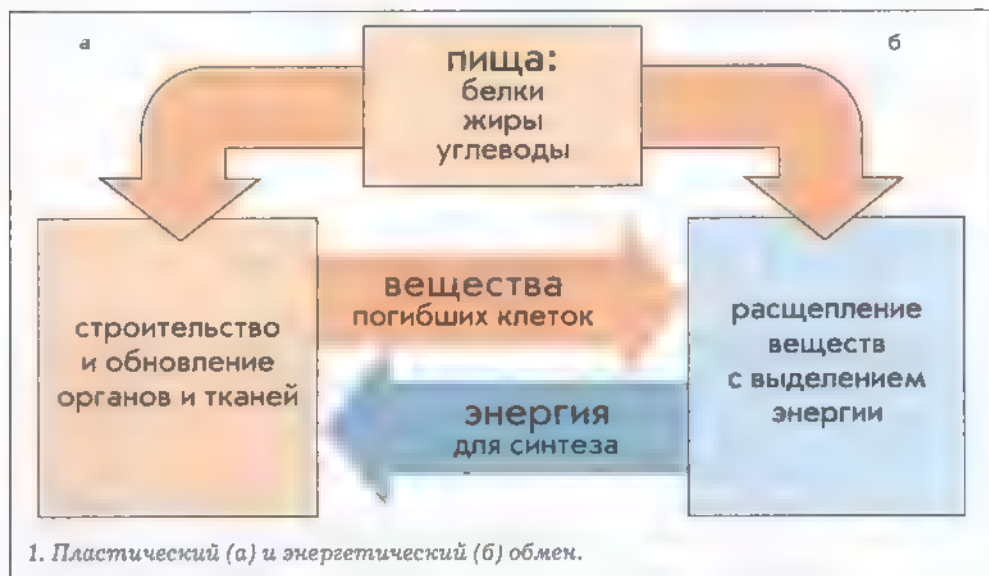 а
б
пища:
белки
жиры
углеводы
строительство
и обновление
органов и тканей
вещества
погибших клеток
энергия
для синтеза
расщепление
веществ
с выделением
энергии
1. Пластический (а) и энергетический (б) обмен.